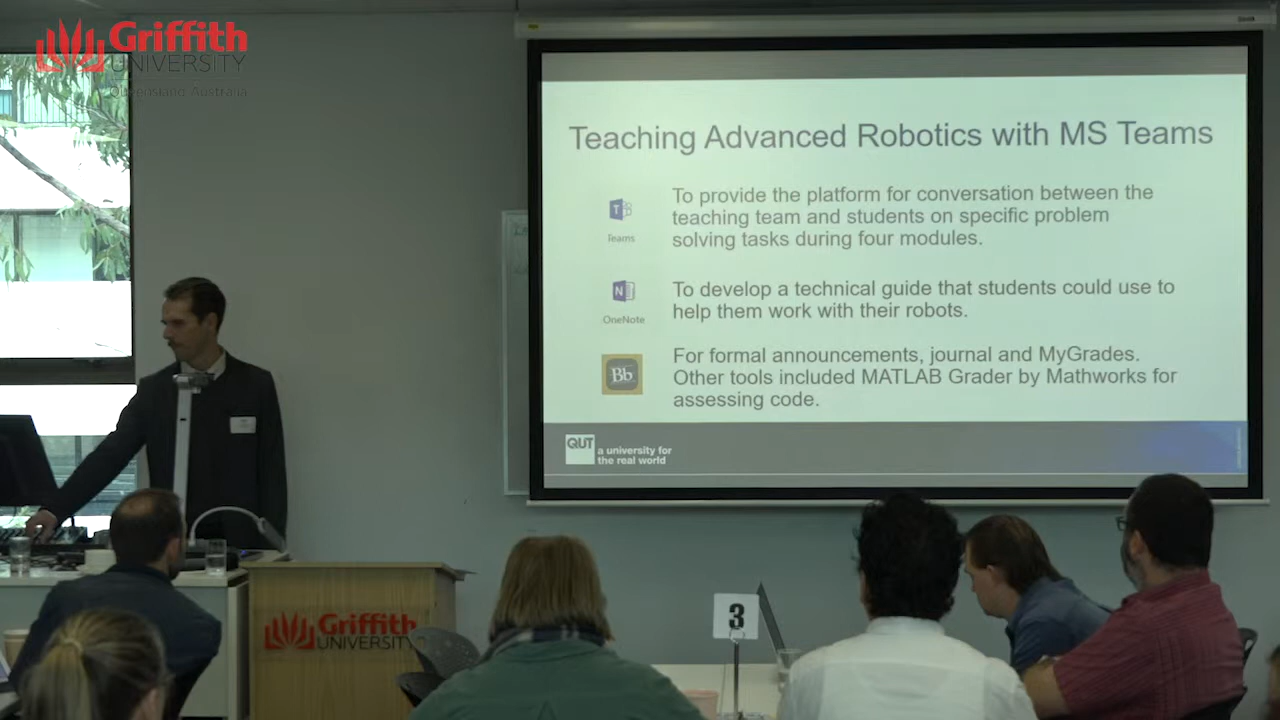 Griffith
UNIVERSITY
Queensland Australia
Teaching Advanced Robotics with MS Teams
Teams
To provide the platform for conversation between the
teaching team and students on specific problem
solving tasks during four modules.
OneNote
To develop a technical guide that students could use to
help them work with their robots.
Bb
For formal announcements, journal and MyGrades.
Other tools included MATLAB Grader by Mathworks for
assessing code.
QUT
a university for
the real world
3
Griffith
UNIVERSITY